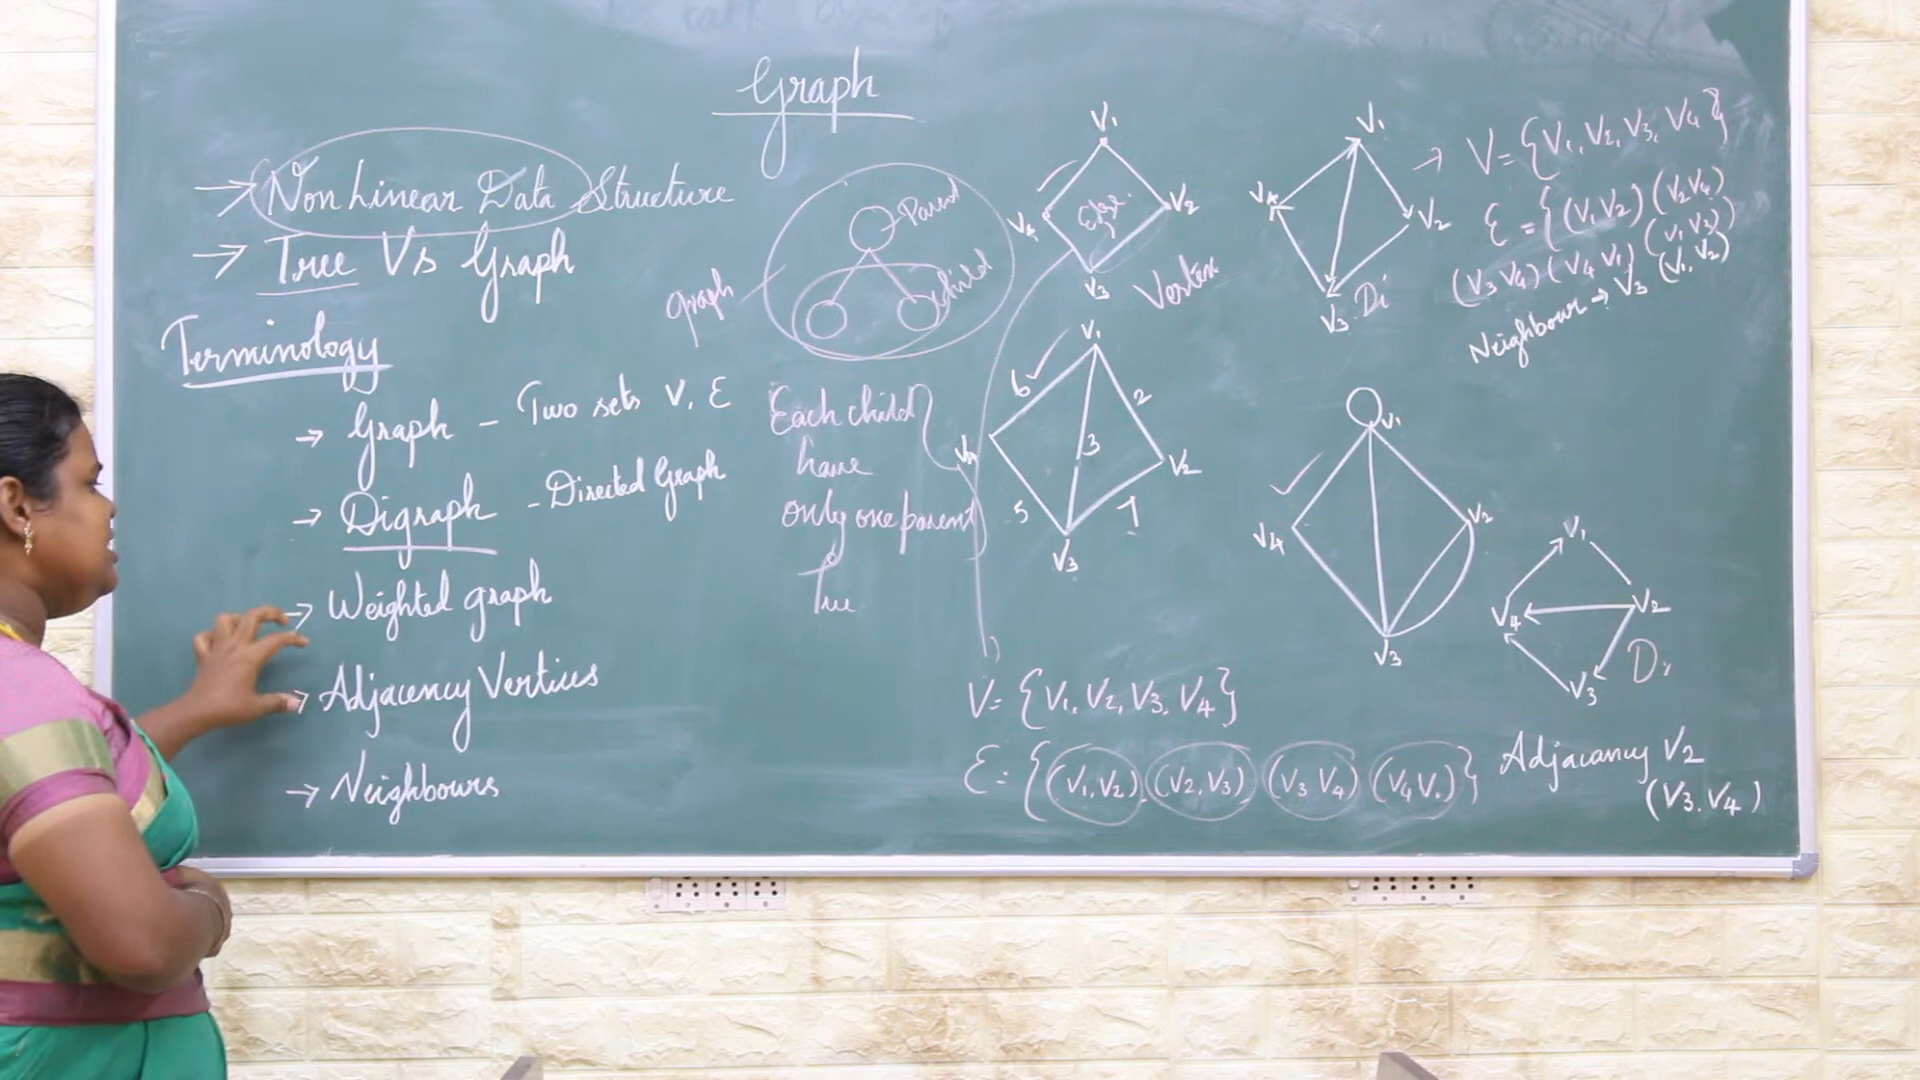 Graph
→ Non Linear Data Structure
→ Tree Vs Graph
Terminology
→ Graph - Two sets V, E
→ Digraph - Directed Graph
→ Weighted graph
→ Adjacency Vertices
→ Neighbours
graph
Parent
child
Each child
have
only one parent
Tree
V1
V4
Edge
V2
V3
Vertex
V1
6
2
V4
3
V2
5
7
V3
V1
V4
V2
V3
Di
→ V = {V1, V2, V3, V4}
E = {(V1 V2) (V2 V4)
(V3 V4) (V4 V1) (V1 V3)
Neighbour → V3 (V1, V2)
V1
V4
V2
V3
V1
V4
V2
V3
Di
V = {V1, V2, V3, V4}
E = {(V1, V2), (V2, V3) (V3 V4) (V4 V1)}
Adjacancy V2
(V3, V4)